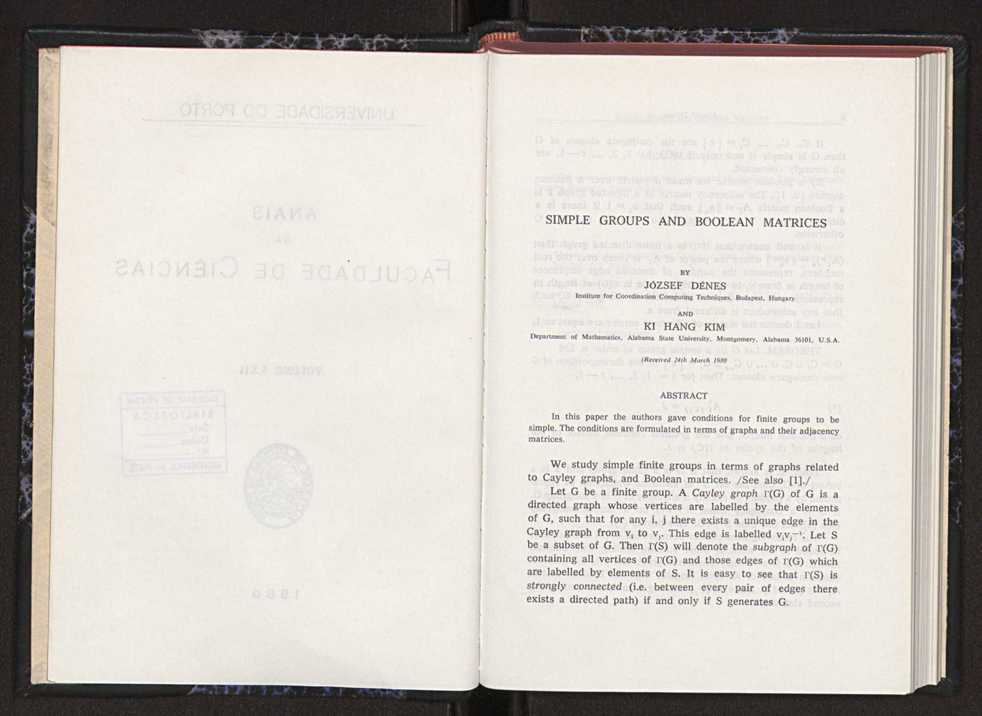 UNIVERSIDADE DO PORTO
ANAIS
DA
FACULDADE DE CIÊNCIAS
VOLUME LXII
1980
SIMPLE GROUPS AND BOOLEAN MATRICES
BY
JÓZSEF DÉNES
Institute for Coordination Computing Techniques, Budapest, Hungary
AND
KI HANG KIM
Department of Mathematics, Alabama State University, Montgomery, Alabama 36101, U.S.A.
(Received 24th March 1980
ABSTRACT
In this paper the authors gave conditions for finite groups to be
simple. The conditions are formulated in terms of graphs and their adjacency
matrices.
We study simple finite groups in terms of graphs related
to Cayley graphs, and Boolean matrices. /See also [1]./
Let G be a finite group. A Cayley graph Γ(G) of G is a
directed graph whose vertices are labelled by the elements
of G, such that for any i, j there exists a unique edge in the
Cayley graph from vᵢ to vⱼ. This edge is labelled vᵢvⱼ⁻¹. Let S
be a subset of G. Then Γ(S) will denote the subgraph of Γ(G)
containing all vertices of Γ(G) and those edges of Γ(G) which
are labelled by elements of S. It is easy to see that Γ(S) is
strongly connected (i.e. between every pair of edges there
exists a directed path) if and only if S generates G.